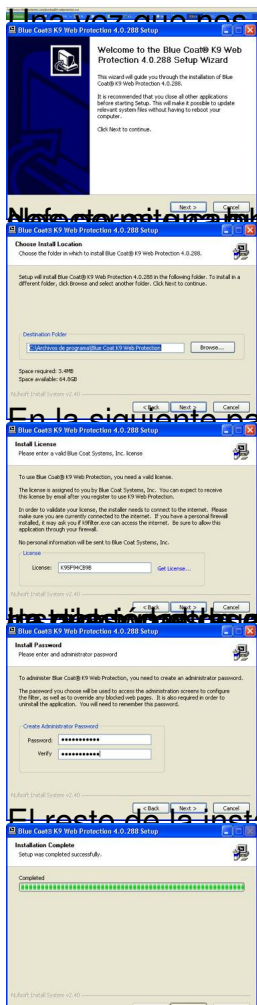 Una vez que nos
Blue Coat® K9 Web Protection 4.0.288 Setup
Welcome to the Blue Coat® K9 Web
Protection 4.0.288 Setup Wizard
This wizard will guide you through the installation of Blue
Coat® K9 Web Protection 4.0.288.
It is recommended that you close all other applications
before starting Setup. This will make it possible to update
relevant system files without having to reboot your
computer.
Click Next to continue.
Next > Cancel
Blue Coat® K9 Web Protection 4.0.288 Setup
Choose Install Location
Choose the folder in which to install Blue Coat® K9 Web Protection 4.0.288.
Setup will install Blue Coat® K9 Web Protection 4.0.288 in the following folder. To install in a
different folder, click Browse and select another folder. Click Next to continue.
Destination Folder
C:\Archivos de programa\Blue Coat K9 Web Protection Browse...
Space required: 3.4MB
Space available: 64.8GB
Nullsoft Install System v2.40
< Back Next > Cancel
En la siguiente pa
Blue Coat® K9 Web Protection 4.0.288 Setup
Install License
Please enter a valid Blue Coat Systems, Inc. license
To use Blue Coat® K9 Web Protection, you need a valid license.
The license is assigned to you by Blue Coat Systems, Inc. You can expect to receive
this license by email after you register to use K9 Web Protection.
In order to validate your license, the installer needs to connect to the internet. Please
make sure you are currently connected to the internet. If you have a personal firewall
installed, it may ask you if k9filter.exe can access the internet. Be sure to allow this
application through your firewall.
No personal information will be sent to Blue Coat Systems, Inc.
License
License: K95F94CB9B Get License...
Nullsoft Install System v2.40
< Back Next > Cancel
Blue Coat® K9 Web Protection 4.0.288 Setup
Install Password
Please enter and administrator password
To administer Blue Coat® K9 Web Protection, you need to create an administrator password.
The password you choose will be used to access the administration screens to configure
the filter, as well as to override any blocked web pages. It is also required in order to
uninstall the application. You will need to remember this password.
Create Administrator Password
Password:
Verify
Nullsoft Install System v2.40
< Back Next > Cancel
El resto de la inst
Blue Coat® K9 Web Protection 4.0.288 Setup
Installation Complete
Setup was completed successfully.
Completed
Nullsoft Install System v2.40